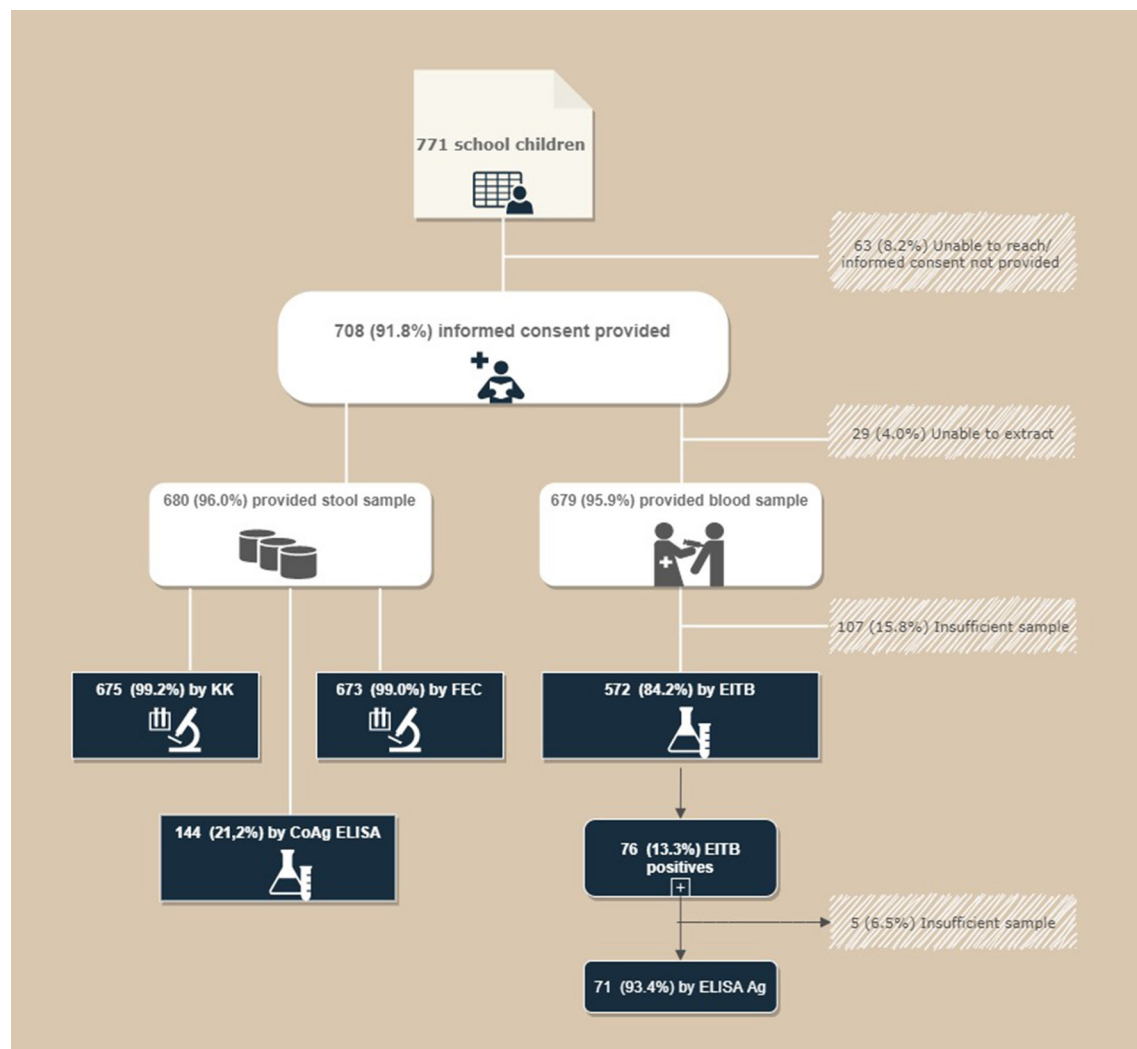 771 school children
63 (8.2%) Unable to reach/
informed consent not provided
708 (91.8%) informed consent provided
29 (4.0%) Unable to extract
680 (96.0%) provided stool sample
679 (95.9%) provided blood sample
107 (15.8%) Insufficient sample
675 (99.2%) by KK
673 (99.0%) by FEC
572 (84.2%) by EITB
144 (21,2%) by CoAg ELISA
76 (13.3%) EITB
positives
5 (6.5%) Insufficient sample
71 (93.4%) by ELISA Ag